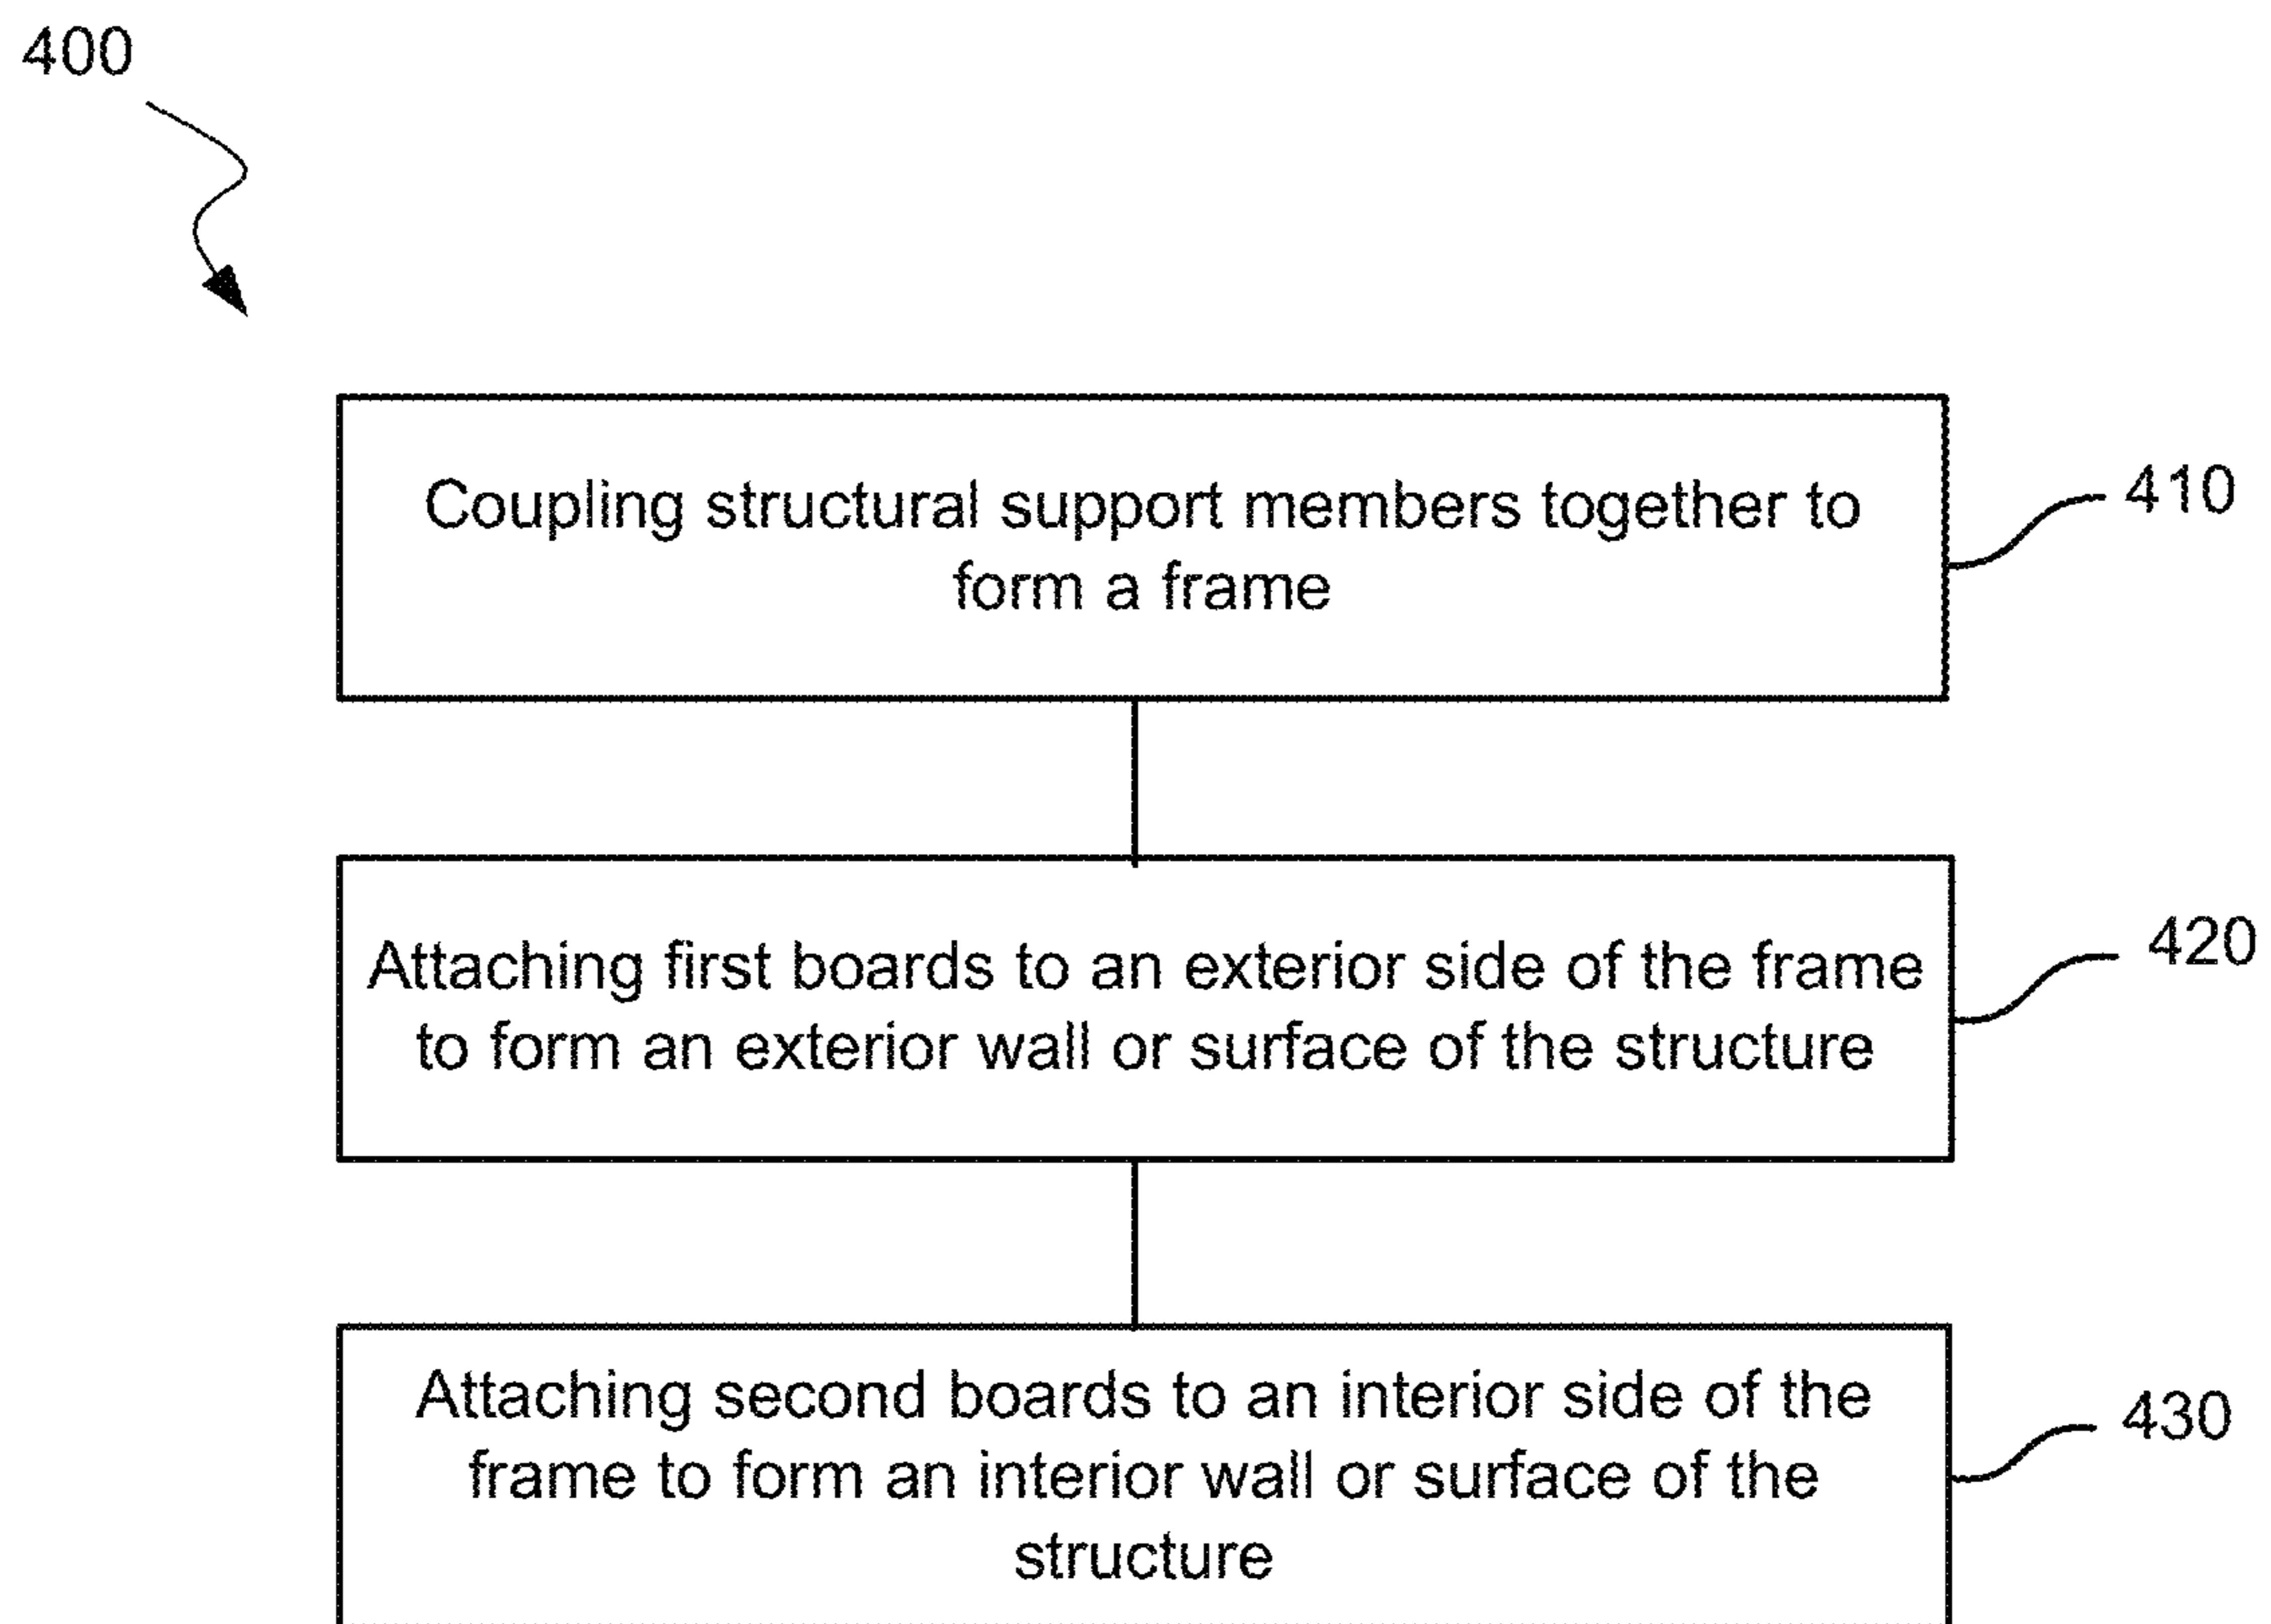 400
Coupling structural support members together to
form a frame
410
Attaching first boards to an exterior side of the frame
to form an exterior wall or surface of the structure
420
Attaching second boards to an interior side of the
frame to form an interior wall or surface of the
structure
430